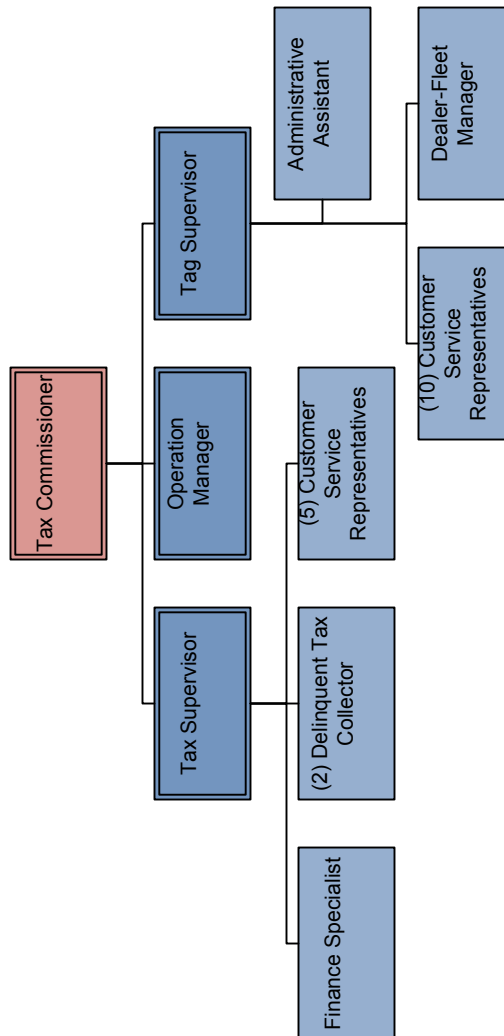 Tax Commissioner
Tax Supervisor
Operation
Manager
Tag Supervisor
Finance Specialist
(2) Delinquent Tax
Collector
(5) Customer
Service
Representatives
Administrative
Assistant
(10) Customer
Service
Representatives
Dealer-Fleet
Manager